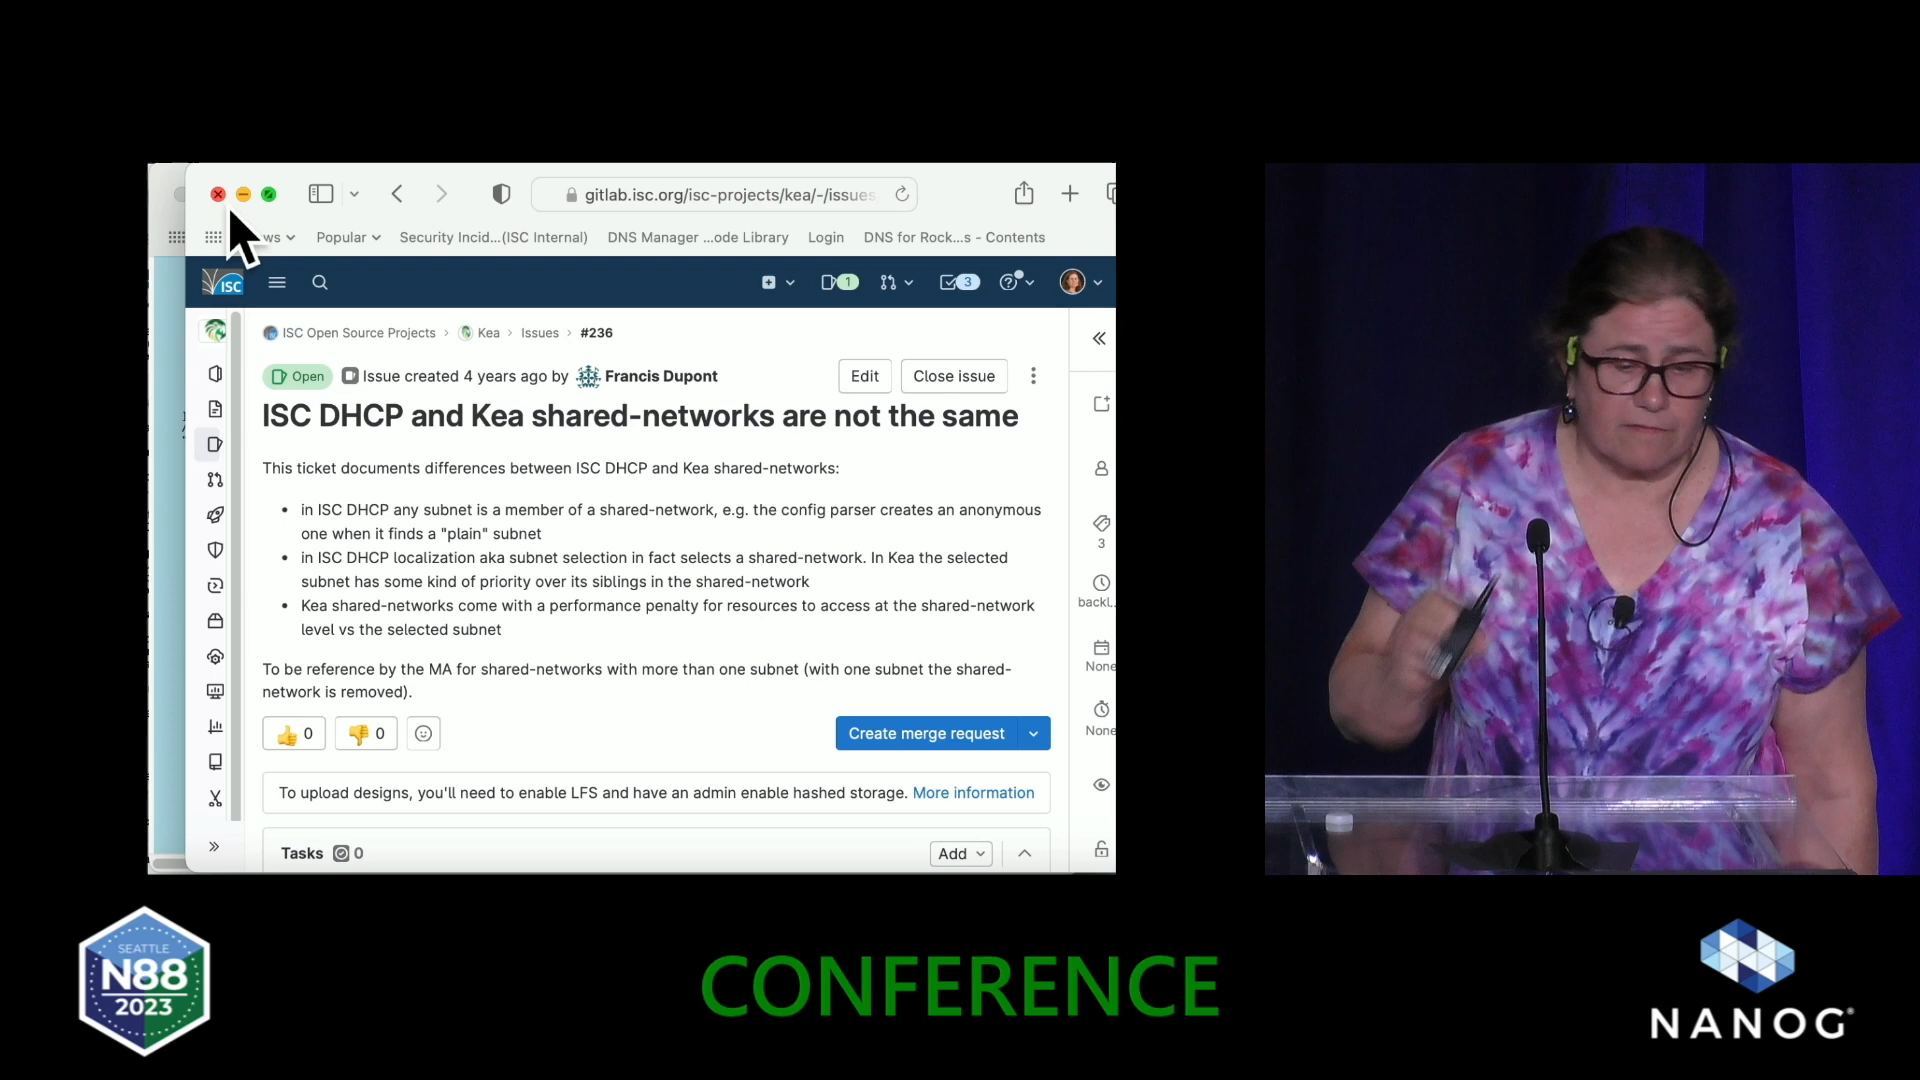 gitlab.isc.org/isc-projects/kea/-/issues
ws Popular Security Incid...(ISC Internal) DNS Manager ...ode Library Login DNS for Rock...s - Contents
ISC 1 3
ISC Open Source Projects > Kea > Issues > #236
Open Issue created 4 years ago by Francis Dupont Edit Close issue
ISC DHCP and Kea shared-networks are not the same
This ticket documents differences between ISC DHCP and Kea shared-networks:
• in ISC DHCP any subnet is a member of a shared-network, e.g. the config parser creates an anonymous
one when it finds a "plain" subnet
• in ISC DHCP localization aka subnet selection in fact selects a shared-network. In Kea the selected
subnet has some kind of priority over its siblings in the shared-network
• Kea shared-networks come with a performance penalty for resources to access at the shared-network
level vs the selected subnet
To be reference by the MA for shared-networks with more than one subnet (with one subnet the shared-
network is removed).
👍 0 👎 0 Create merge request
To upload designs, you'll need to enable LFS and have an admin enable hashed storage. More information
Tasks 0 Add
3
backl..
None
None
SEATTLE
N88
2023
CONFERENCE
NANOG®